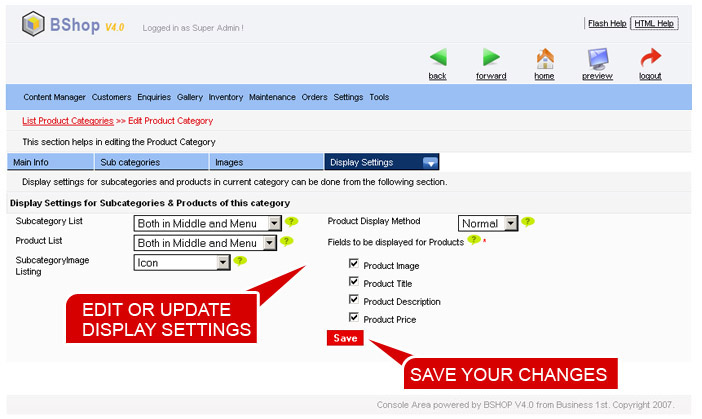 BShop V4.0
Logged in as Super Admin !
Flash Help HTML Help
back forward home preview logout
Content Manager Customers Enquiries Gallery Inventory Maintenance Orders Settings Tools
List Product Categories >> Edit Product Category
This section helps in editing the Product Category
Main Info Sub categories Images Display Settings
Display settings for subcategories and products in current category can be done from the following section.
Display Settings for Subcategories & Products of this category
Subcategory List Both in Middle and Menu ?
Product Display Method Normal ?
Product List Both in Middle and Menu ?
Fields to be displayed for Products ? *
SubcategoryImage
Listing
Icon ?
Product Image
Product Title
Product Description
Product Price
EDIT OR UPDATE
DISPLAY SETTINGS
Save
SAVE YOUR CHANGES
Console Area powered by BSHOP V4.0 from Business 1st. Copyright 2007.